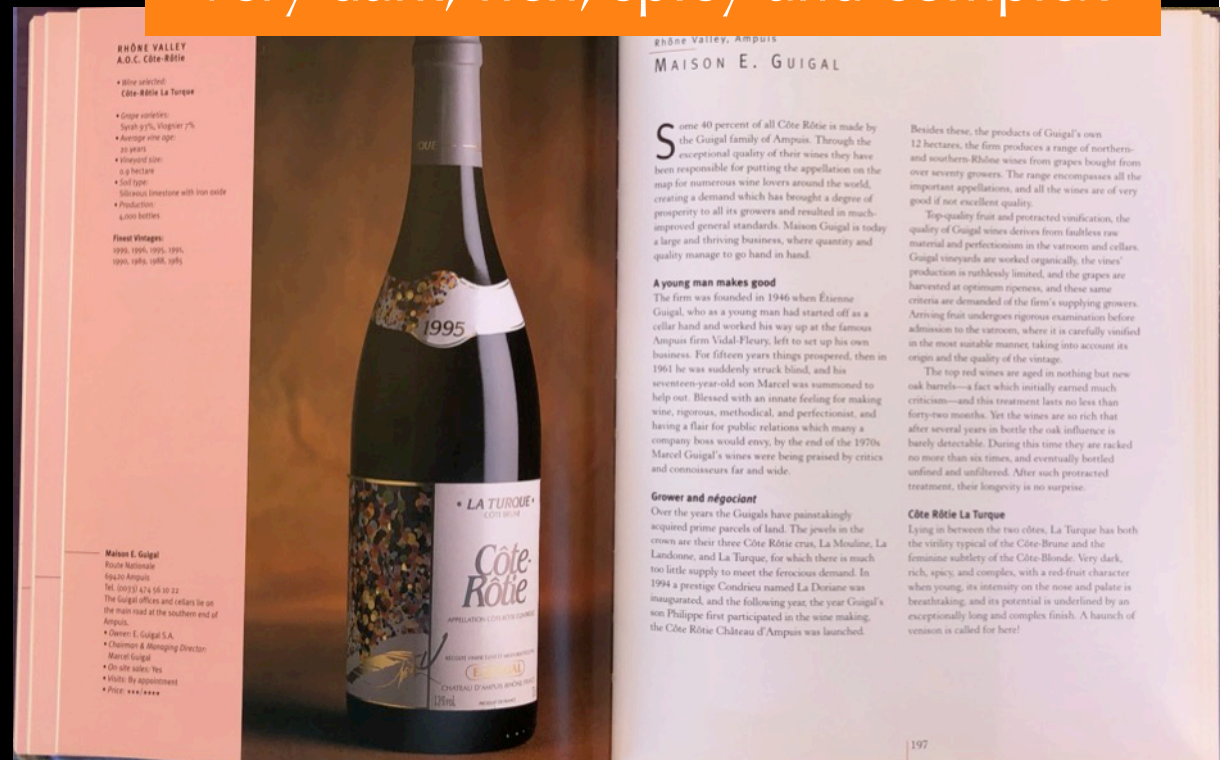 very dark, rich, spicy and complex
RHÔNE VALLEY
A.O.C. Côte-Rôtie
• Wine selected:
Côte-Rôtie La Turque
• Grape varieties:
Syrah 93%, Viognier 7%
• Average vine age:
20 years
• Vineyard size:
0.9 hectare
• Soil type:
Siliceous limestone with iron oxide
• Production:
4,000 bottles
Finest Vintages:
1990, 1989, 1988, 1985
Maison E. Guigal
Route Nationale
69420 Ampuis
Tel. (0033) 474 56 10 22
The Guigal offices and cellars lie on
the main road at the southern end of
Ampuis.
• Owner: E. Guigal S.A.
• Chairman & Managing Director:
Marcel Guigal
• On-site sales: Yes
• Visits: By appointment
• Price: •••/••••
QUE
1995
• LA TURQUE •
CÔTE BRUNE
Côte-
Rôtie
APPELLATION CÔTE-RÔTIE CONTRÔLÉE
E. GUIGAL
CHATEAU D'AMPUIS
13%vol.
Rhône Valley, Ampuis
MAISON E. GUIGAL
Some 40 percent of all Côte Rôtie is made by
the Guigal family of Ampuis. Through the
exceptional quality of their wines they have
been responsible for putting the appellation on the
map for numerous wine lovers around the world,
creating a demand which has brought a degree of
prosperity to all its growers and resulted in much-
improved general standards. Maison Guigal is today
a large and thriving business, where quantity and
quality manage to go hand in hand.
A young man makes good
The firm was founded in 1946 when Étienne
Guigal, who as a young man had started off as a
cellar hand and worked his way up at the famous
Ampuis firm Vidal-Fleury, left to set up his own
business. For fifteen years things prospered, then in
1961 he was suddenly struck blind, and his
seventeen-year-old son Marcel was summoned to
help out. Blessed with an innate feeling for making
wine, rigorous, methodical, and perfectionist, and
having a flair for public relations which many a
company boss would envy, by the end of the 1970s
Marcel Guigal's wines were being praised by critics
and connoisseurs far and wide.
Grower and négociant
Over the years the Guigals have painstakingly
acquired prime parcels of land. The jewels in the
crown are their three Côte Rôtie crus, La Mouline, La
Landonne, and La Turque, for which there is much
too little supply to meet the ferocious demand. In
1994 a prestige Condrieu named La Doriane was
inaugurated, and the following year, the year Guigal's
son Philippe first participated in the wine making,
the Côte Rôtie Château d'Ampuis was launched.
Besides these, the products of Guigal's own
12 hectares, the firm produces a range of northern-
and southern-Rhône wines from grapes bought from
over seventy growers. The range encompasses all the
important appellations, and all the wines are of very
good if not excellent quality.
Top-quality fruit and protracted vinification, the
quality of Guigal wines derives from faultless raw
material and perfectionism in the vatroom and cellars.
Guigal vineyards are worked organically, the vines'
production is ruthlessly limited, and the grapes are
harvested at optimum ripeness, and these same
criteria are demanded of the firm's supplying growers.
Arriving fruit undergoes rigorous examination before
admission to the vatroom, where it is carefully vinified
in the most suitable manner, taking into account its
origin and the quality of the vintage.
The top red wines are aged in nothing but new
oak barrels—a fact which initially earned much
criticism—and this treatment lasts no less than
forty-two months. Yet the wines are so rich that
after several years in bottle the oak influence is
barely detectable. During this time they are racked
no more than six times, and eventually bottled
unfined and unfiltered. After such protracted
treatment, their longevity is no surprise.
Côte Rôtie La Turque
Lying in between the two côtes, La Turque has both
the virility typical of the Côte-Brune and the
feminine subtlety of the Côte-Blonde. Very dark,
rich, spicy, and complex, with a red-fruit character
when young, its intensity on the nose and palate is
breathtaking, and its potential is underlined by an
exceptionally long and complex finish. A haunch of
venison is called for here!
197